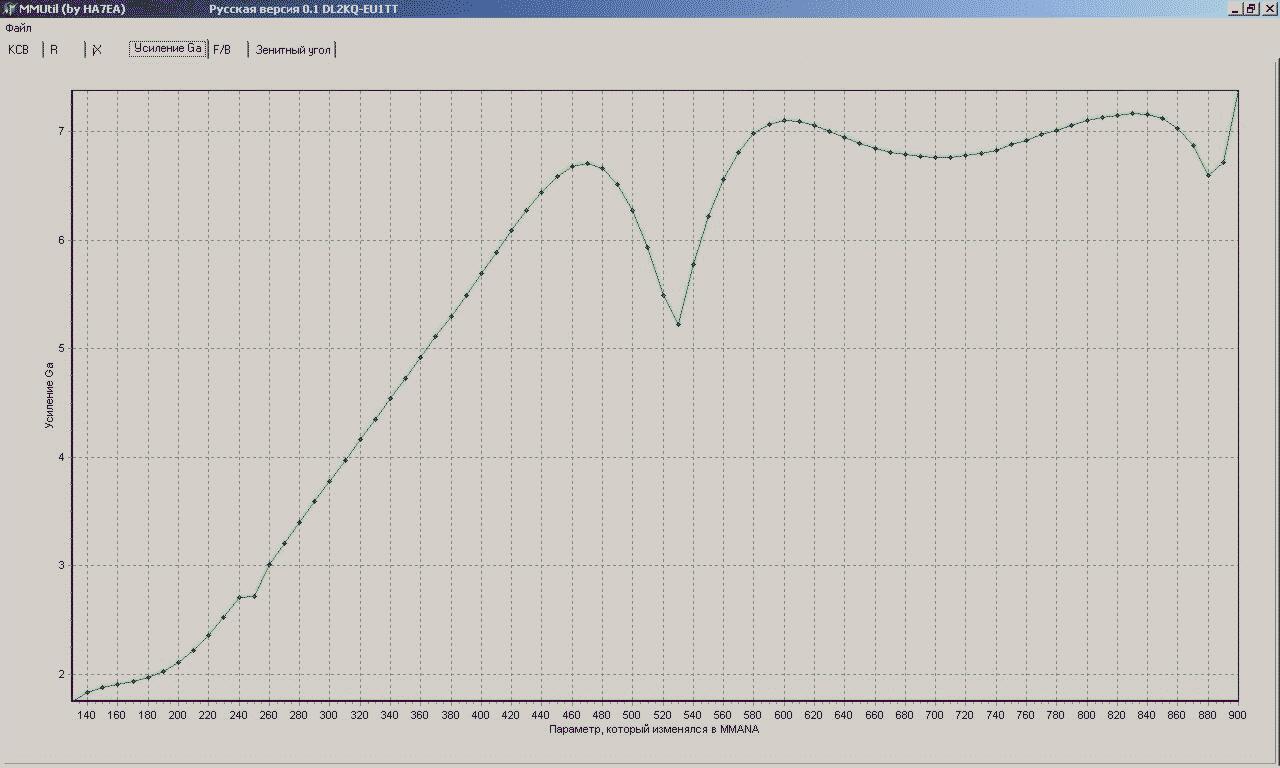 MMUtil (by HA7EA) Русская версия 0.1 DL2KQ-EU1TT
Файл
КСВ R jX Усиление Ga F/B Зенитный угол
7
6
5
4
3
2
Усиление Ga
140 160 180 200 220 240 260 280 300 320 340 360 380 400 420 440 460 480 500 520 540 560 580 600 620 640 660 680 700 720 740 760 780 800 820 840 860 880 900
Параметр, который изменялся в MMANA